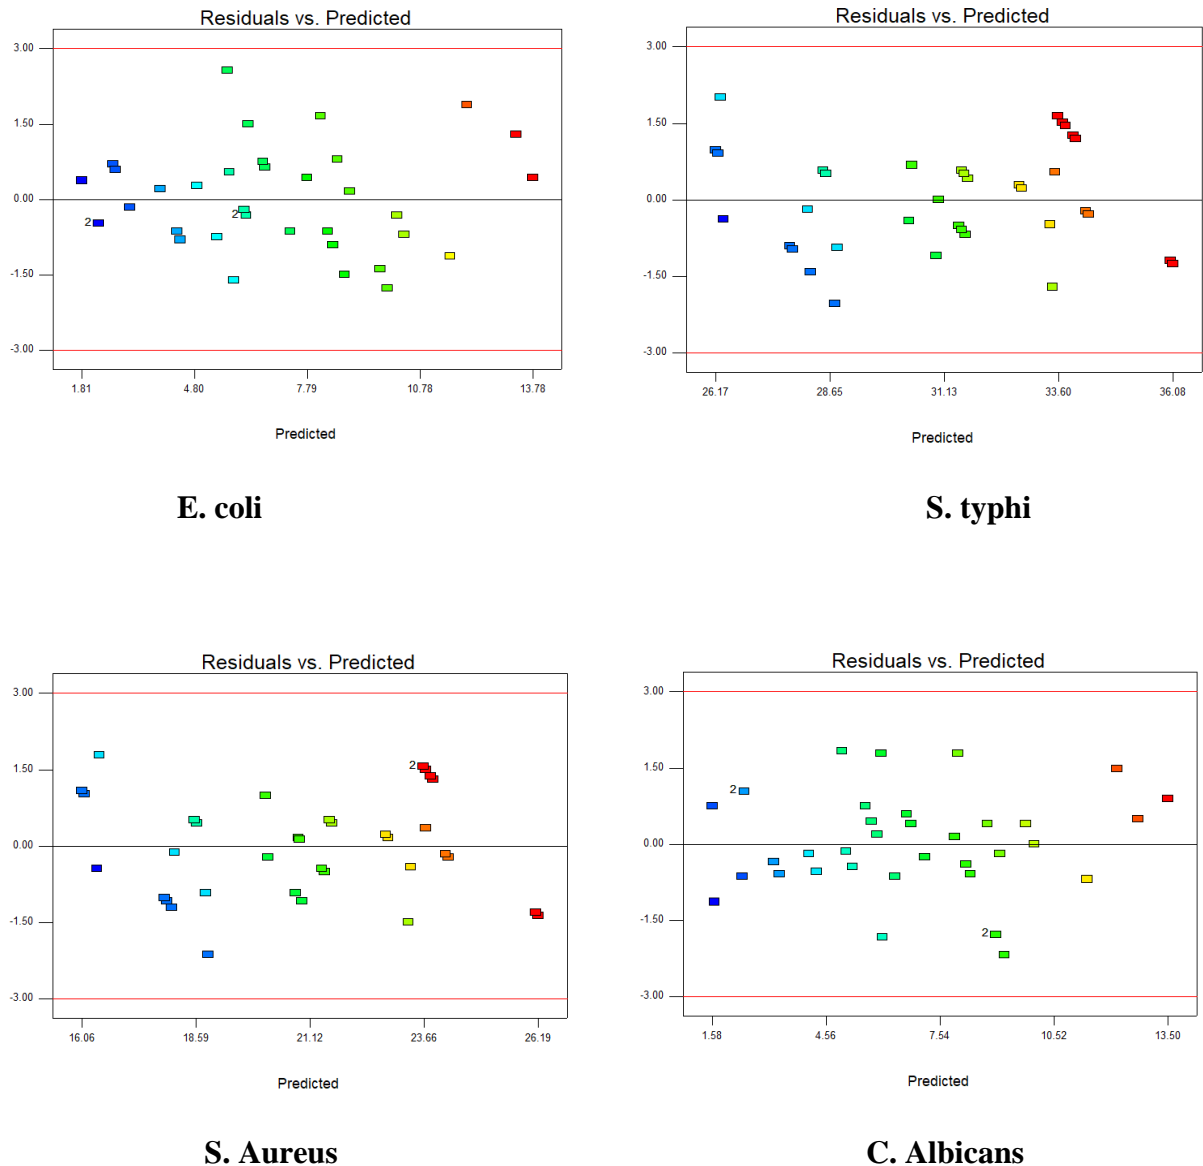 Residuals vs. Predicted
3.00
1.50
0.00
-1.50
-3.00
2
2
1.81 4.80 7.79 10.78 13.78
Predicted
E. coli
Residuals vs. Predicted
3.00
1.50
0.00
-1.50
-3.00
26.17 28.65 31.13 33.60 36.08
Predicted
S. typhi
Residuals vs. Predicted
3.00
1.50
0.00
-1.50
-3.00
2
16.06 18.59 21.12 23.66 26.19
Predicted
S. Aureus
Residuals vs. Predicted
3.00
1.50
0.00
-1.50
-3.00
2
2
1.58 4.56 7.54 10.52 13.50
Predicted
C. Albicans